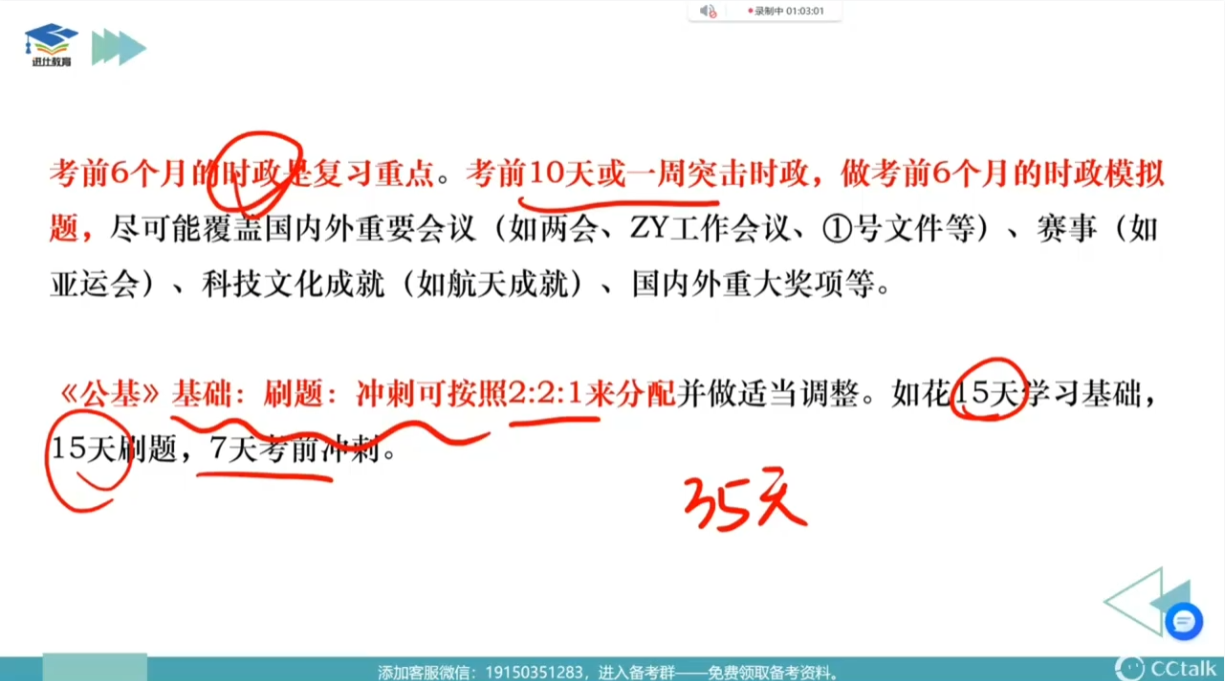 录制中 01:03:01
进仕教育
考前6个月的时政是复习重点。考前10天或一周突击时政，做考前6个月的时政模拟
题，尽可能覆盖国内外重要会议（如两会、ZY工作会议、①号文件等）、赛事（如
亚运会）、科技文化成就（如航天成就）、国内外重大奖项等。
《公基》基础：刷题：冲刺可按照2:2:1来分配并做适当调整。如花15天学习基础，
15天刷题，7天考前冲刺。
35天
添加客服微信：19150351283，进入备考群——免费领取备考资料。
CCtalk